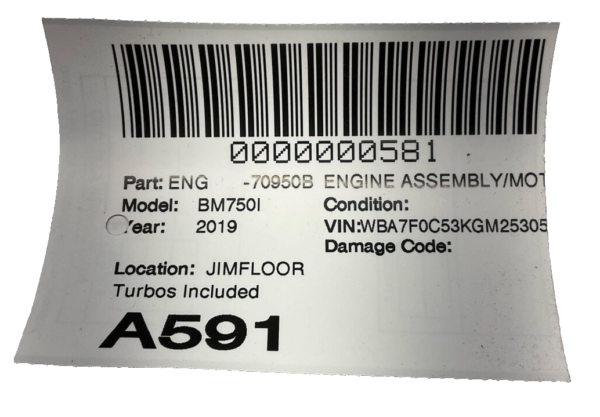 0000000581
Part: ENG -70950B ENGINE ASSEMBLY/MOT
Model: BM750I Condition:
Year: 2019 VIN:WBA7F0C53KGM25305
Damage Code:
Location: JIMFLOOR
Turbos Included
A591